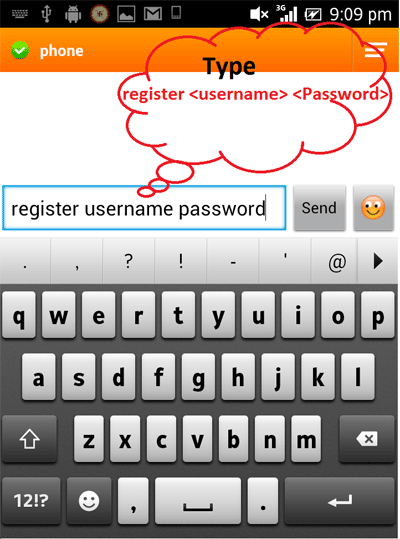 3G 9:09 pm
phone
Type
register <username> <Password>
register username password
Send
. , ? ! - ' @
q w e r t y u i o p
a s d f g h j k l
z x c v b n m
12!? , .